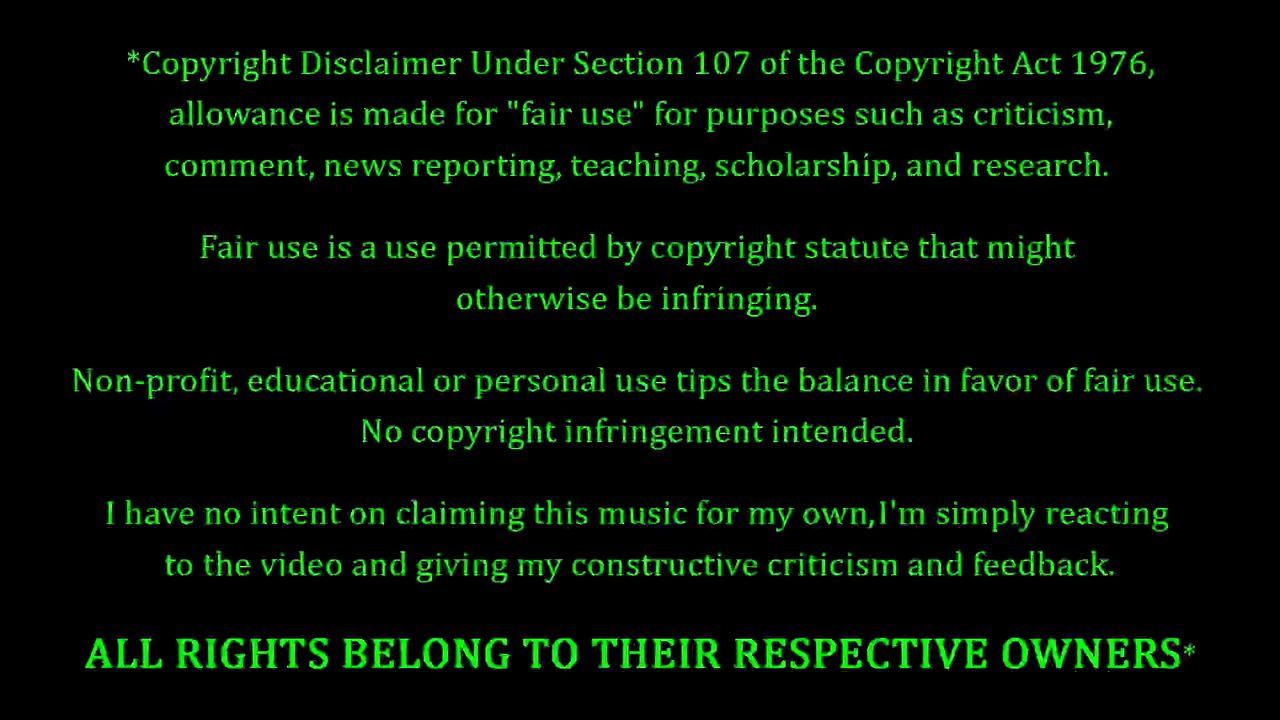 *Copyright Disclaimer Under Section 107 of the Copyright Act 1976,
allowance is made for "fair use" for purposes such as criticism,
comment, news reporting, teaching, scholarship, and research.
Fair use is a use permitted by copyright statute that might
otherwise be infringing.
Non-profit, educational or personal use tips the balance in favor of fair use.
No copyright infringement intended.
I have no intent on claiming this music for my own,I'm simply reacting
to the video and giving my constructive criticism and feedback.
ALL RIGHTS BELONG TO THEIR RESPECTIVE OWNERS*